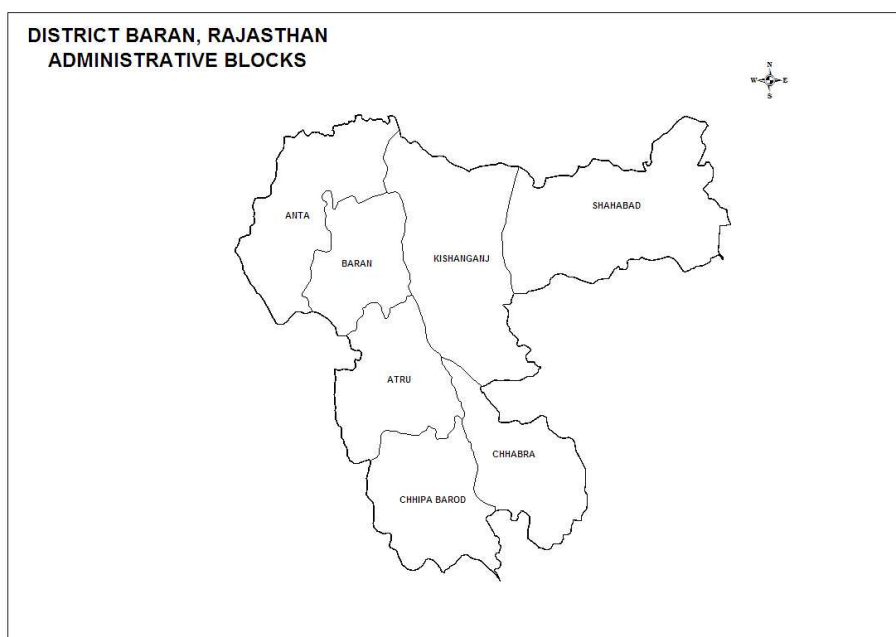 DISTRICT BARAN, RAJASTHAN
ADMINISTRATIVE BLOCKS
N
W E
S
SHAHABAD
ANTA
KISHANGANJ
BARAN
ATRU
CHHABRA
CHHIPA BAROD